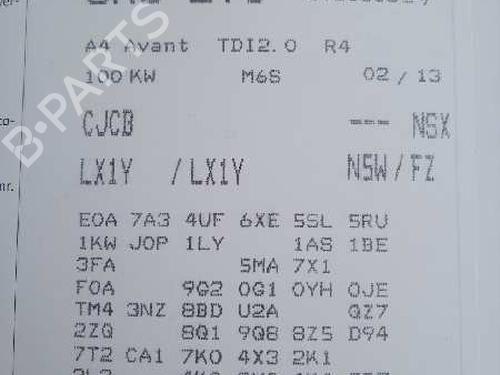 A4 Avant TDI2.0 R4
100 KW M6S 02 / 13
CJCB --- NSX
LX1Y / LX1Y N5W / FZ
E0A 7A3 4UF 6XE 5SL 5RU
1KW J0P 1LY 1AS 1BE
3FA 5MA 7X1
F0A 9G2 0G1 0YH 0JE
TM4 3NZ 8BD U2A QZ7
2ZQ 8Q1 9Q8 8Z5 D94
7T2 CA1 7K0 4X3 2K1
B-PARTS
nr.